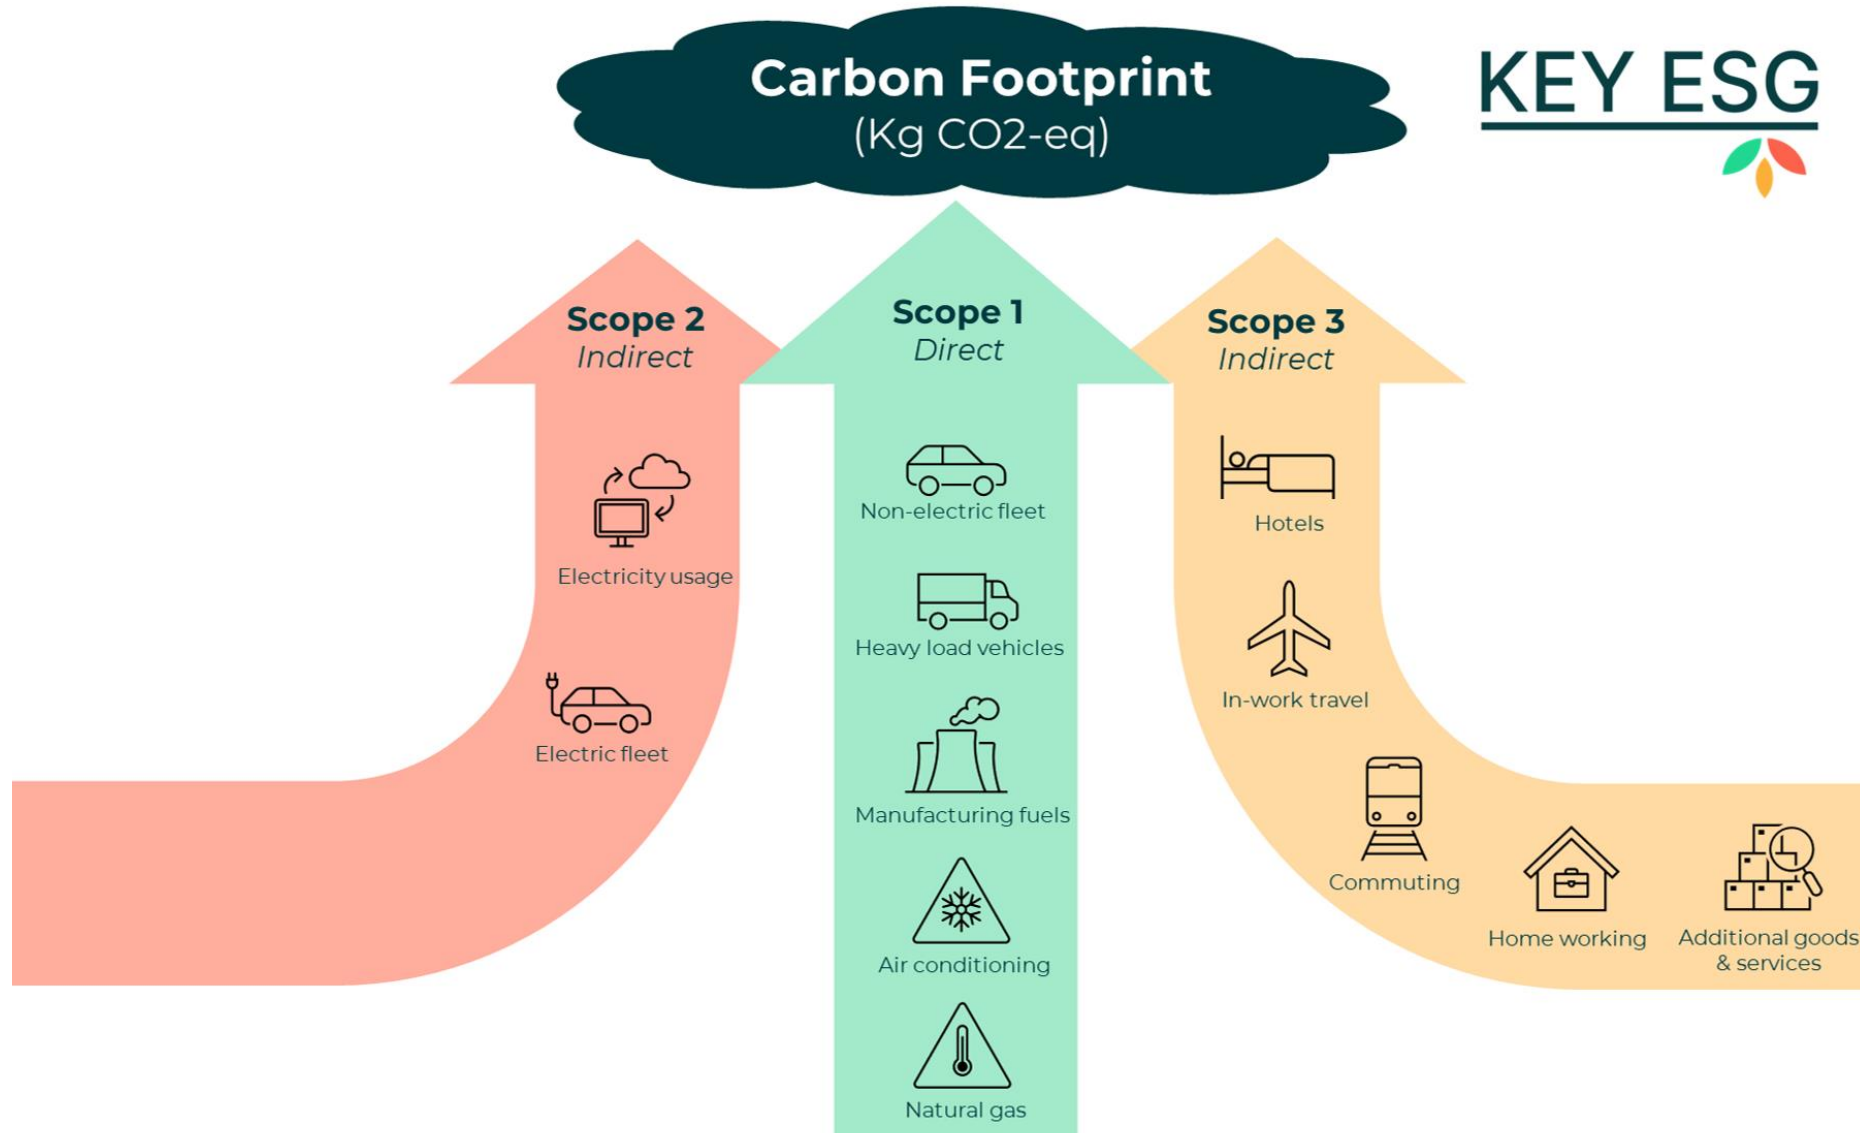 Carbon Footprint
(Kg CO2-eq)
KEY ESG
Scope 2
Indirect
Electricity usage
Electric fleet
Scope 1
Direct
Non-electric fleet
Heavy load vehicles
Manufacturing fuels
Air conditioning
Natural gas
Scope 3
Indirect
Hotels
In-work travel
Commuting
Home working
Additional goods
& services